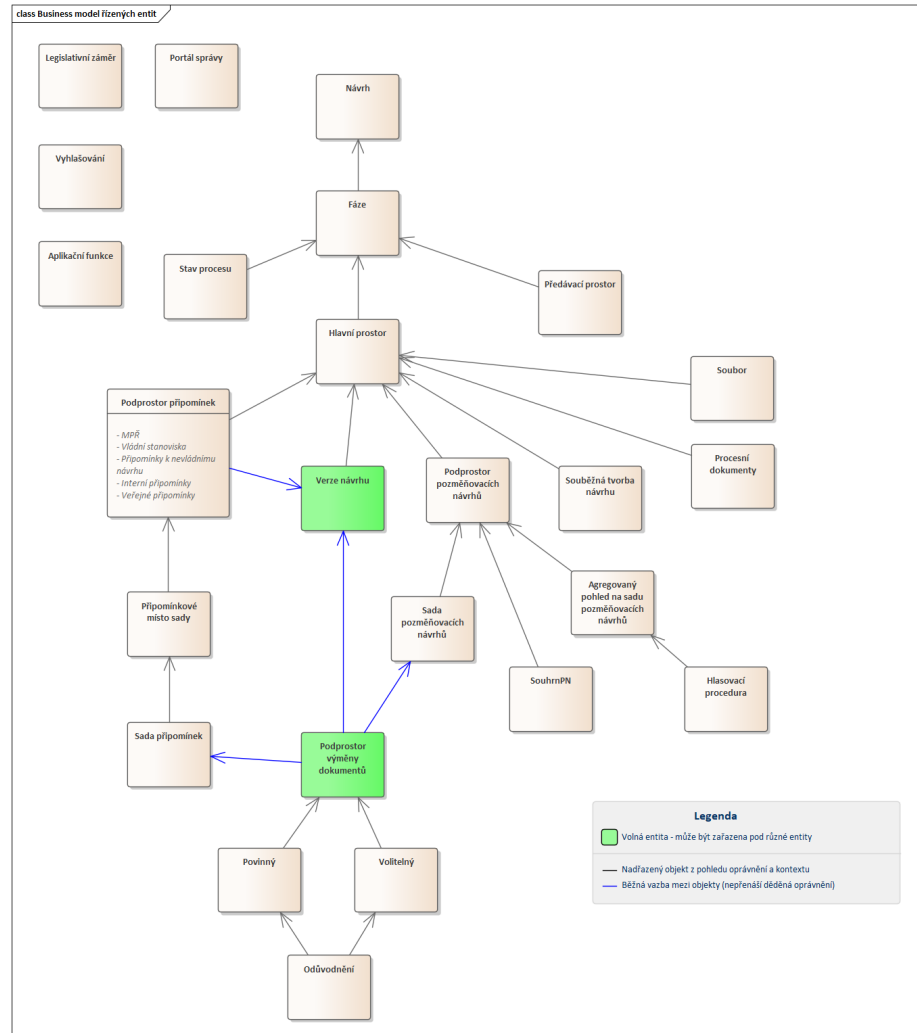 class Business model řízených entit
Legislativní záměr
Portál správy
Návrh
Vyhlašování
Fáze
Aplikační funkce
Stav procesu
Předávací prostor
Hlavní prostor
Soubor
Podprostor připomínek
- MPŘ
- Vládní stanoviska
- Připomínky k nevládnímu
návrhu
- Interní připomínky
- Veřejné připomínky
Verze návrhu
Podprostor
pozměňovacích
návrhů
Souběžná tvorba
návrhu
Procesní
dokumenty
Připomínkové
místo sady
Sada
pozměňovacích
návrhů
Agregovaný
pohled na sadu
pozměňovacích
návrhů
SouhrnPN
Hlasovací
procedura
Sada připomínek
Podprostor
výměny
dokumentů
Povinný
Volitelný
Odůvodnění
Legenda
Volná entita - může být zařazena pod různé entity
Nadřazený objekt z pohledu oprávnění a kontextu
Běžná vazba mezi objekty (nepřenáší děděná oprávnění)